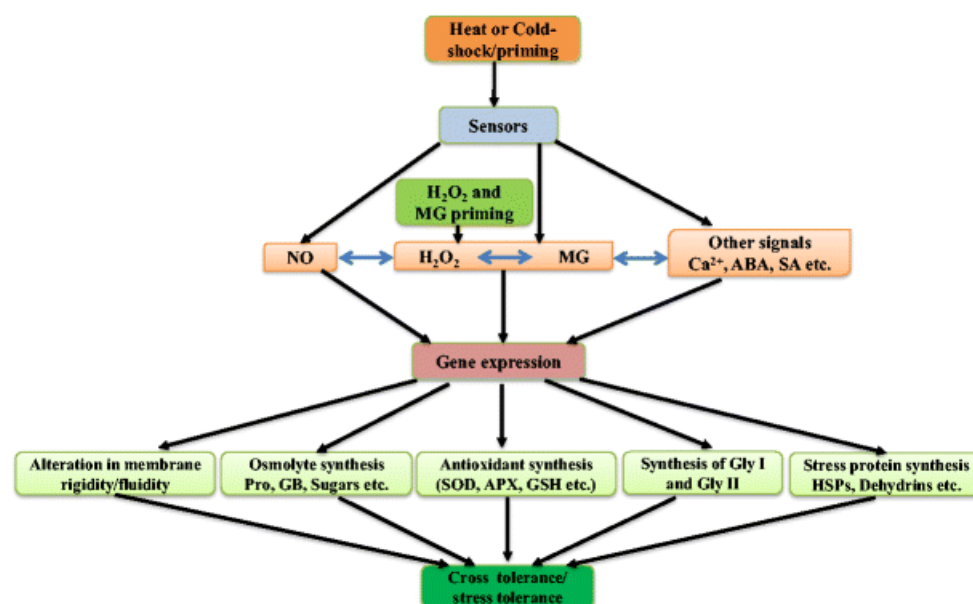 Heat or Cold-
shock/priming
Sensors
H₂O₂ and
MG priming
NO
H₂O₂
MG
Other signals
Ca²⁺, ABA, SA etc.
Gene expression
Alteration in membrane
rigidity/fluidity
Osmolyte synthesis
Pro, GB, Sugars etc.
Antioxidant synthesis
(SOD, APX, GSH etc.)
Synthesis of Gly I
and Gly II
Stress protein synthesis
HSPs, Dehydrins etc.
Cross tolerance/
stress tolerance